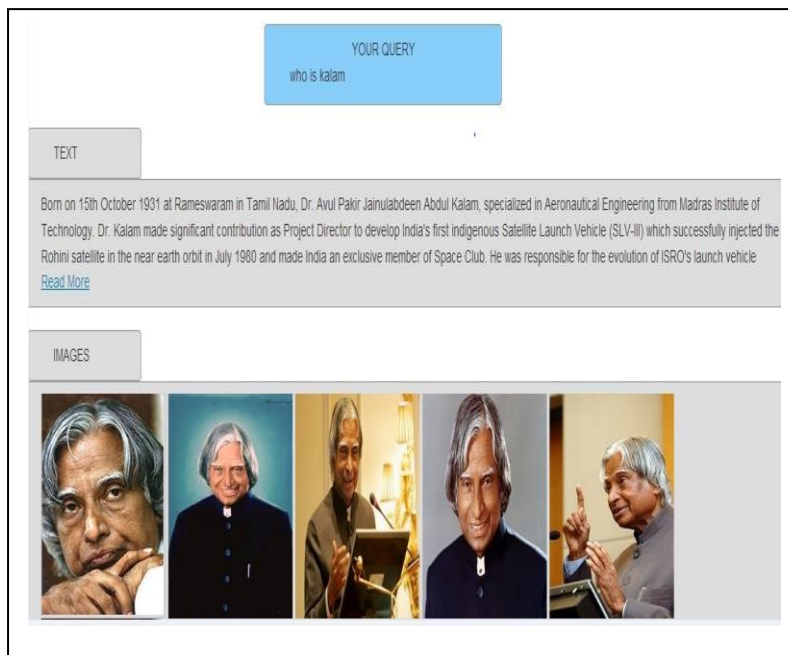 YOUR QUERY
who is kalam
TEXT
Born on 15th October 1931 at Rameswaram in Tamil Nadu, Dr. Avul Pakir Jainulabdeen Abdul Kalam, specialized in Aeronautical Engineering from Madras Institute of
Technology. Dr. Kalam made significant contribution as Project Director to develop India's first indigenous Satellite Launch Vehicle (SLV-III) which successfully injected the
Rohini satellite in the near earth orbit in July 1980 and made India an exclusive member of Space Club. He was responsible for the evolution of ISRO's launch vehicle
Read More
IMAGES